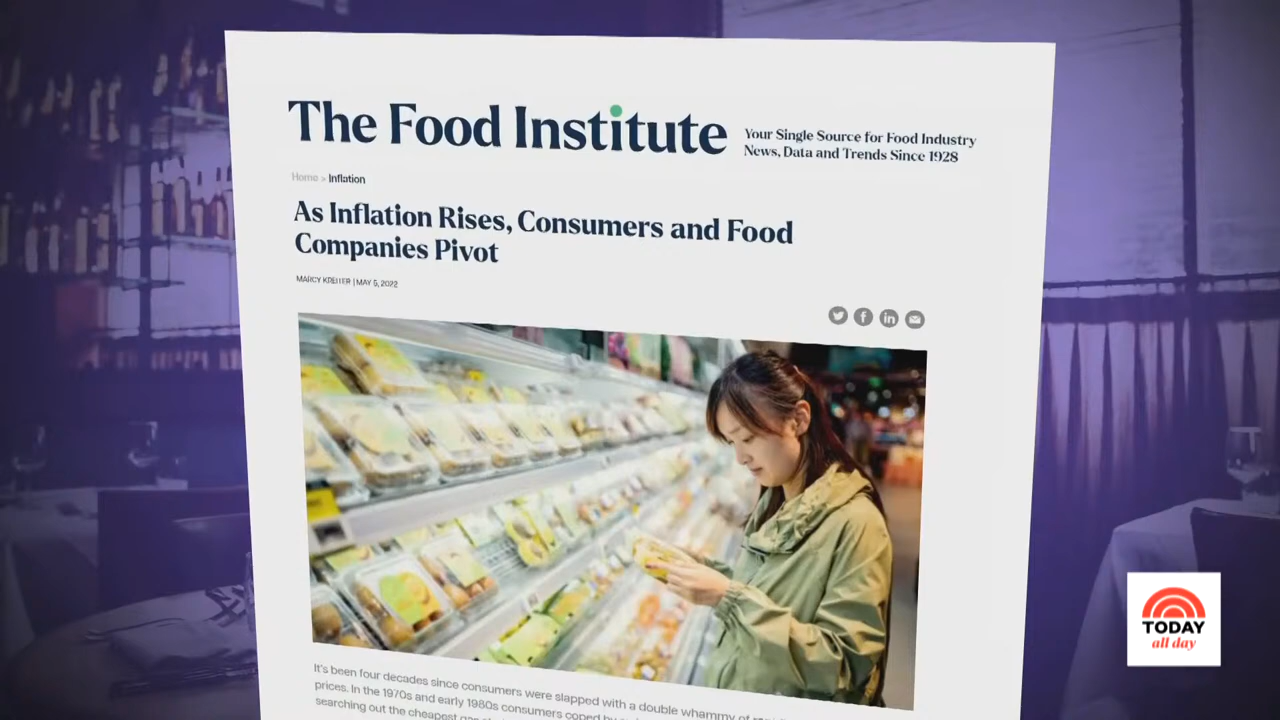 The Food Institute
Your Single Source for Food Industry
News, Data and Trends Since 1928
Home > Inflation
As Inflation Rises, Consumers and Food
Companies Pivot
MARCY KREITER | MAY 5, 2022
It's been four decades since consumers were slapped with a double whammy of
prices. In the 1970s and early 1980s consumers coped by
searching out the cheapest gas
TODAY
all day